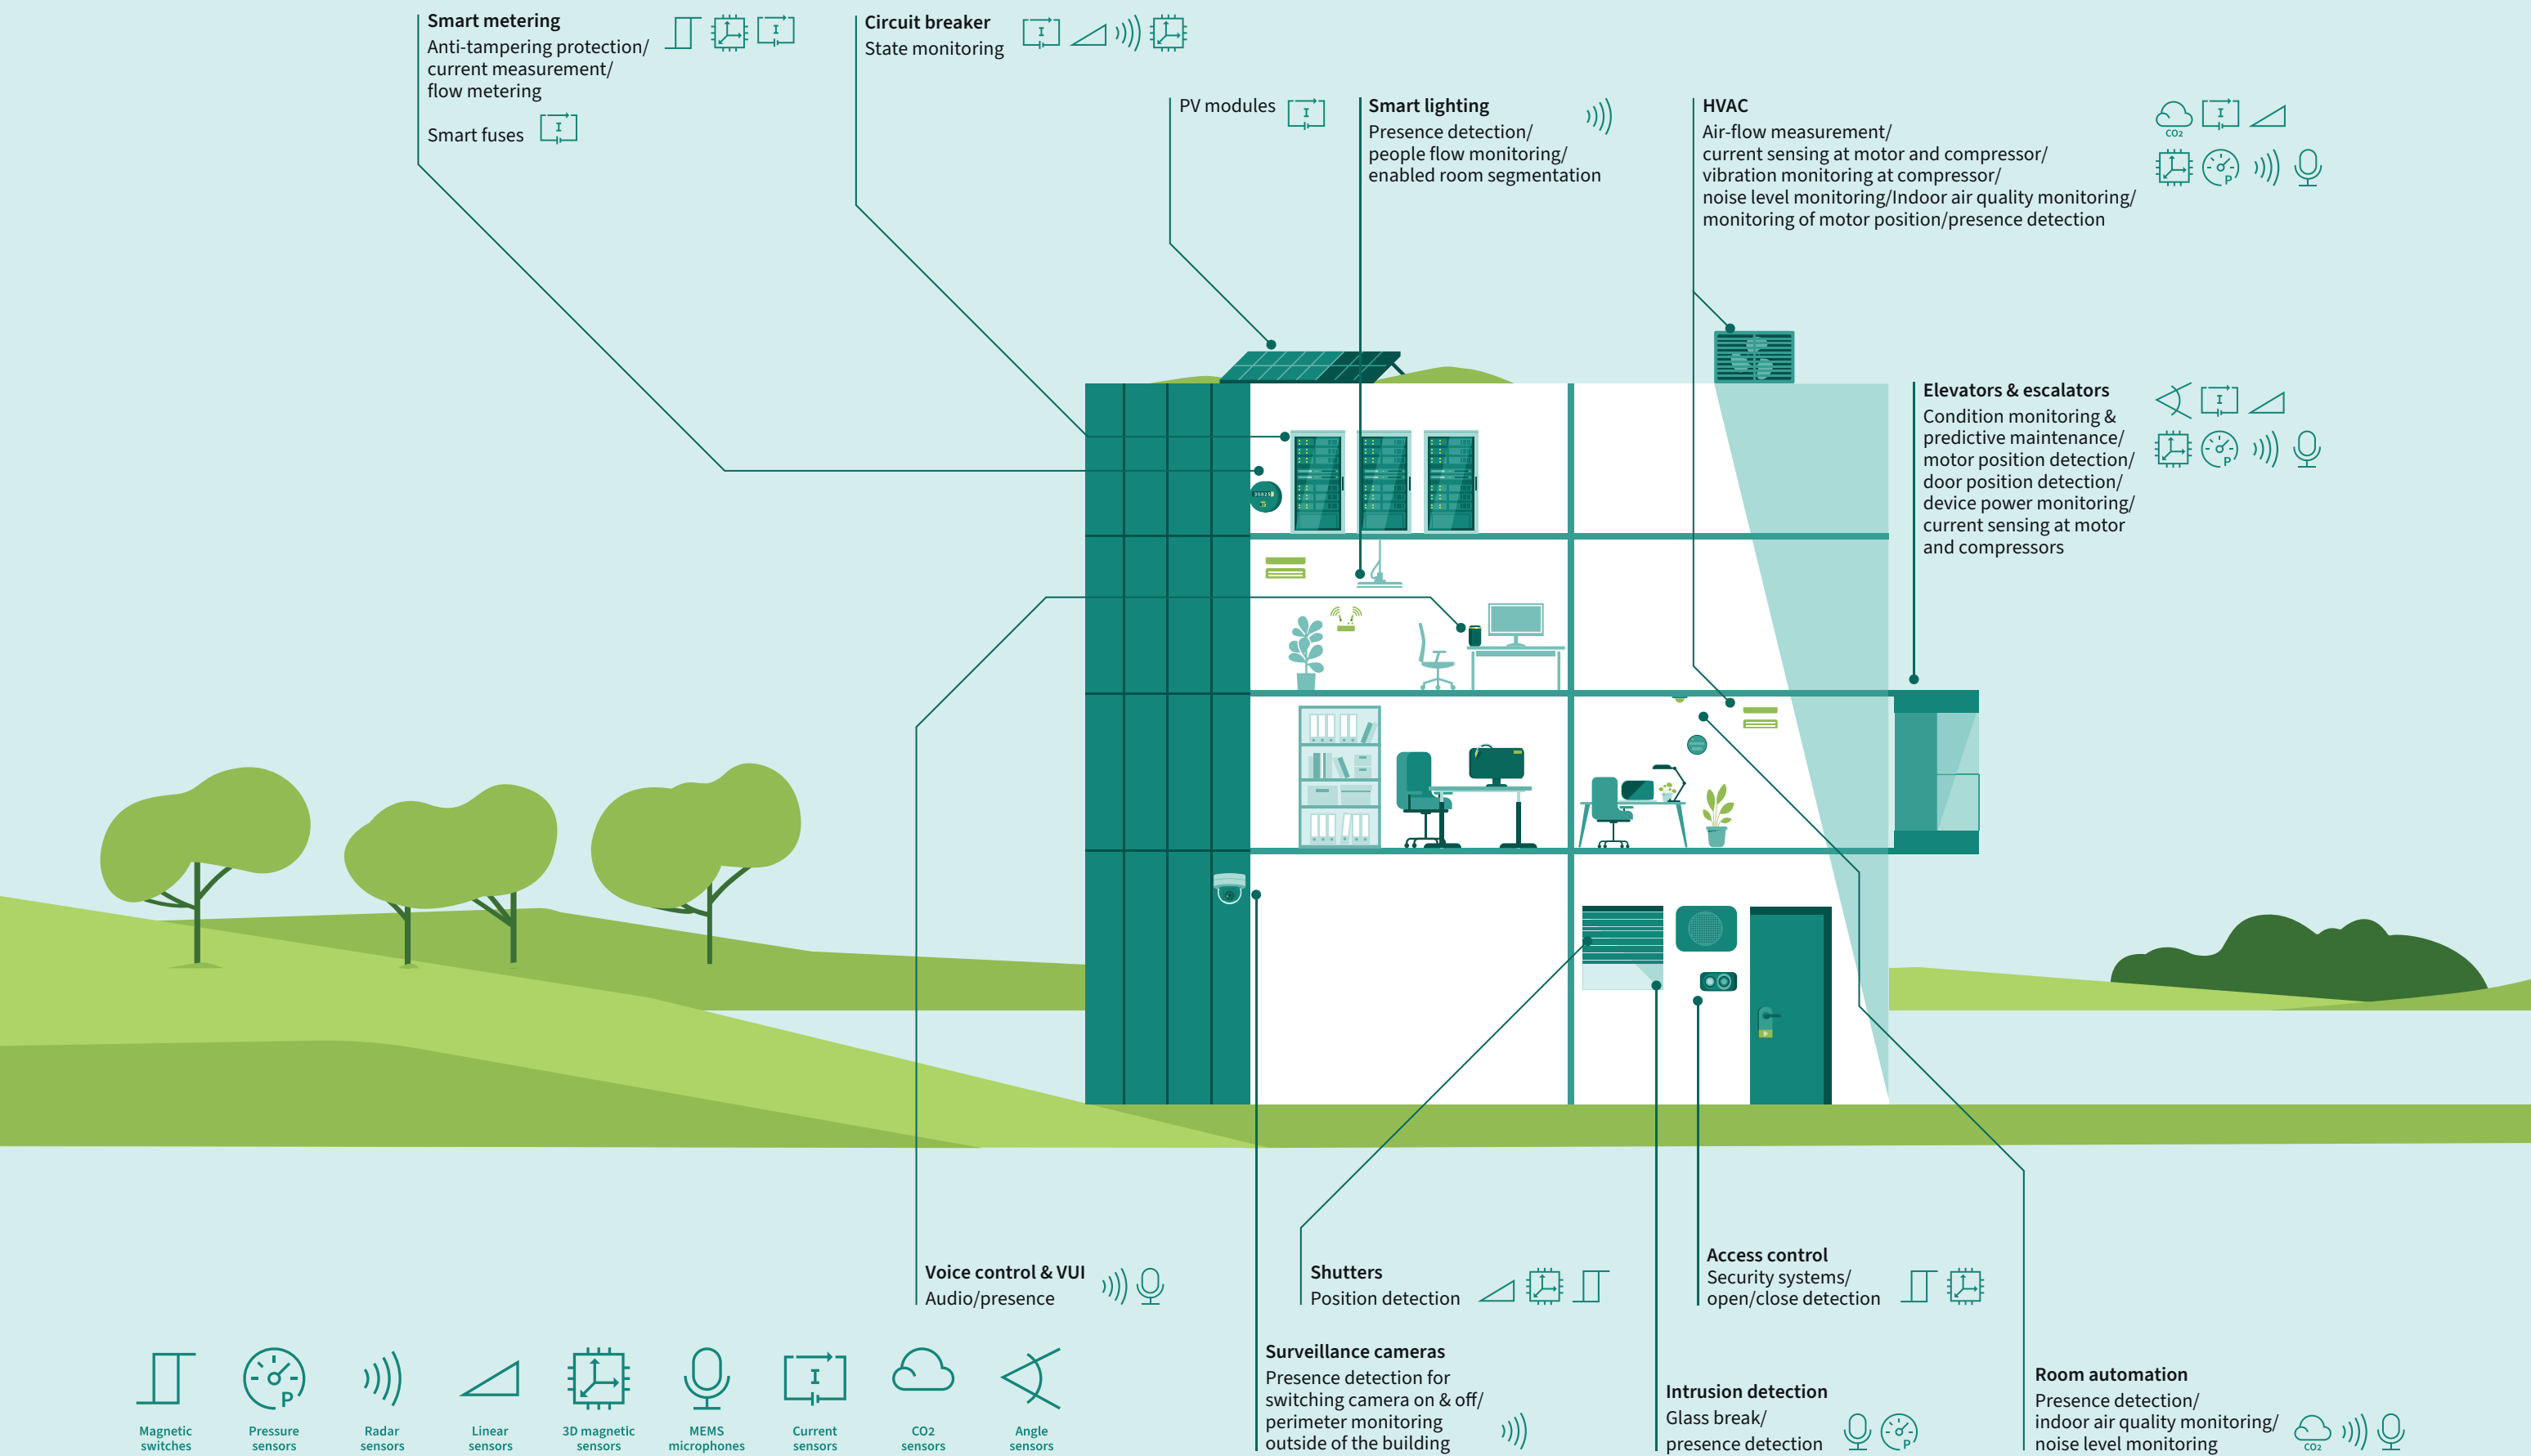 Smart metering
Anti-tampering protection/
current measurement/
flow metering
Smart fuses
I
I
Circuit breaker
State monitoring
I
PV modules
I
Smart lighting
Presence detection/
people flow monitoring/
enabled room segmentation
HVAC
Air-flow measurement/
current sensing at motor and compressor/
vibration monitoring at compressor/
noise level monitoring/Indoor air quality monitoring/
monitoring of motor position/presence detection
CO2
I
P
Elevators & escalators
Condition monitoring &
predictive maintenance/
motor position detection/
door position detection/
device power monitoring/
current sensing at motor
and compressors
I
P
Voice control & VUI
Audio/presence
Shutters
Position detection
Access control
Security systems/
open/close detection
Surveillance cameras
Presence detection for
switching camera on & off/
perimeter monitoring
outside of the building
Intrusion detection
Glass break/
presence detection
P
Room automation
Presence detection/
indoor air quality monitoring/
noise level monitoring
CO2
Magnetic
switches
P
Pressure
sensors
Radar
sensors
Linear
sensors
3D magnetic
sensors
MEMS
microphones
I
Current
sensors
CO2
sensors
Angle
sensors